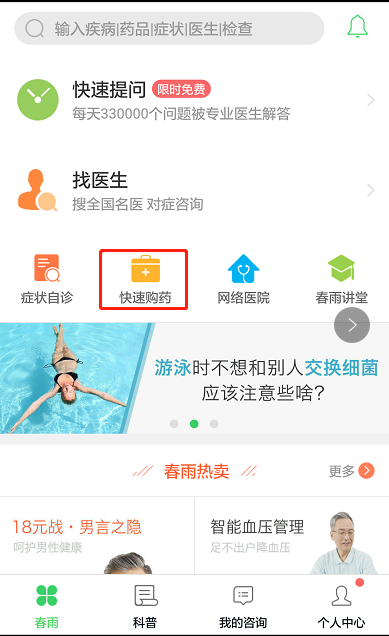 输入疾病|药品|症状|医生|检查
快速提问 限时免费
每天330000个问题被专业医生解答
找医生
搜全国名医 对症咨询
症状自诊 快速购药 网络医院 春雨讲堂
游泳时不想和别人交换细菌
应该注意些啥?
春雨热卖 更多
18元战·男言之隐 智能血压管理
呵护男性健康 足不出户降血压
春雨 科普 我的咨询 个人中心